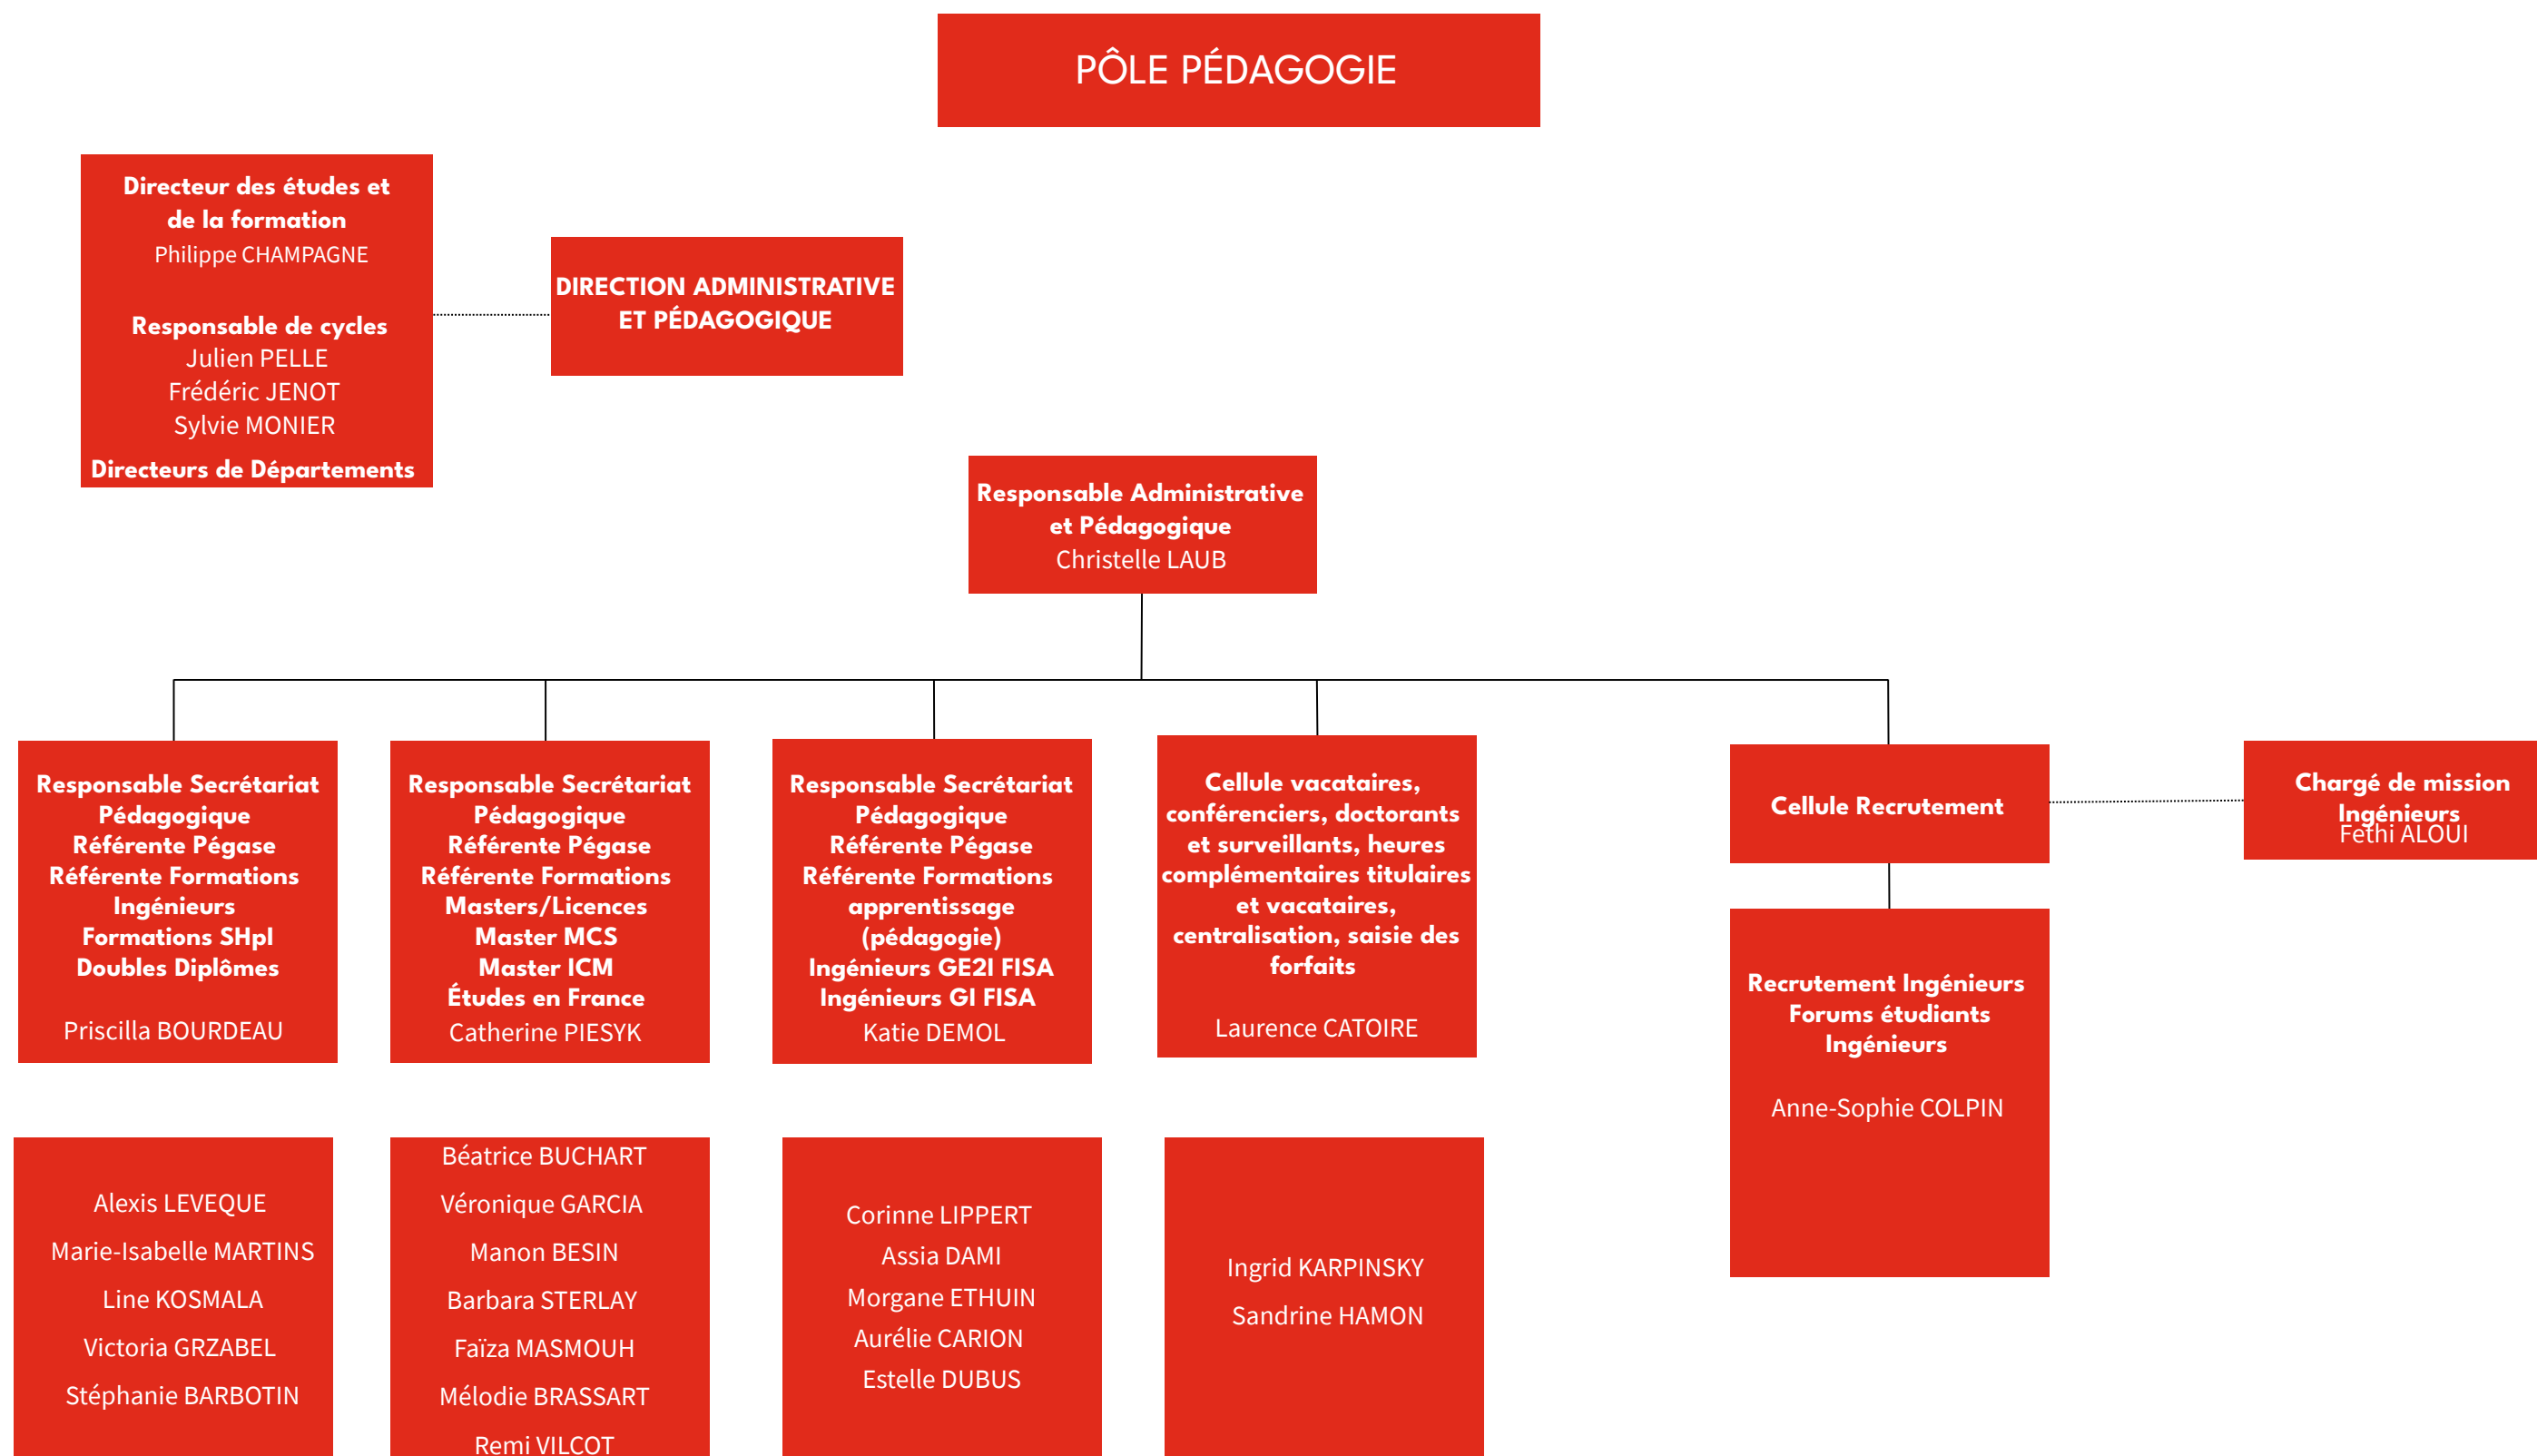 PÔLE PÉDAGOGIE
Directeur des études et
de la formation
Philippe CHAMPAGNE
Responsable de cycles
Julien PELLE
Frédéric JENOT
Sylvie MONIER
Directeurs de Départements
DIRECTION ADMINISTRATIVE
ET PÉDAGOGIQUE
Responsable Administrative
et Pédagogique
Christelle LAUB
Responsable Secrétariat
Pédagogique
Référente Pégase
Référente Formations
Ingénieurs
Formations SHpI
Doubles Diplômes
Priscilla BOURDEAU
Responsable Secrétariat
Pédagogique
Référente Pégase
Référente Formations
Masters/Licences
Master MCS
Master ICM
Études en France
Catherine PIESYK
Responsable Secrétariat
Pédagogique
Référente Pégase
Référente Formations
apprentissage
(pédagogie)
Ingénieurs GE2I FISA
Ingénieurs GI FISA
Katie DEMOL
Cellule vacataires,
conférenciers, doctorants
et surveillants, heures
complémentaires titulaires
et vacataires,
centralisation, saisie des
forfaits
Laurence CATOIRE
Cellule Recrutement
Chargé de mission
Ingénieurs
Fethi ALOUI
Recrutement Ingénieurs
Forums étudiants
Ingénieurs
Anne-Sophie COLPIN
Alexis LEVEQUE
Marie-Isabelle MARTINS
Line KOSMALA
Victoria GRZABEL
Stéphanie BARBOTIN
Béatrice BUCHART
Véronique GARCIA
Manon BESIN
Barbara STERLAY
Faïza MASMOUH
Mélodie BRASSART
Remi VILCOT
Corinne LIPPERT
Assia DAMI
Morgane ETHUIN
Aurélie CARION
Estelle DUBUS
Ingrid KARPINSKY
Sandrine HAMON